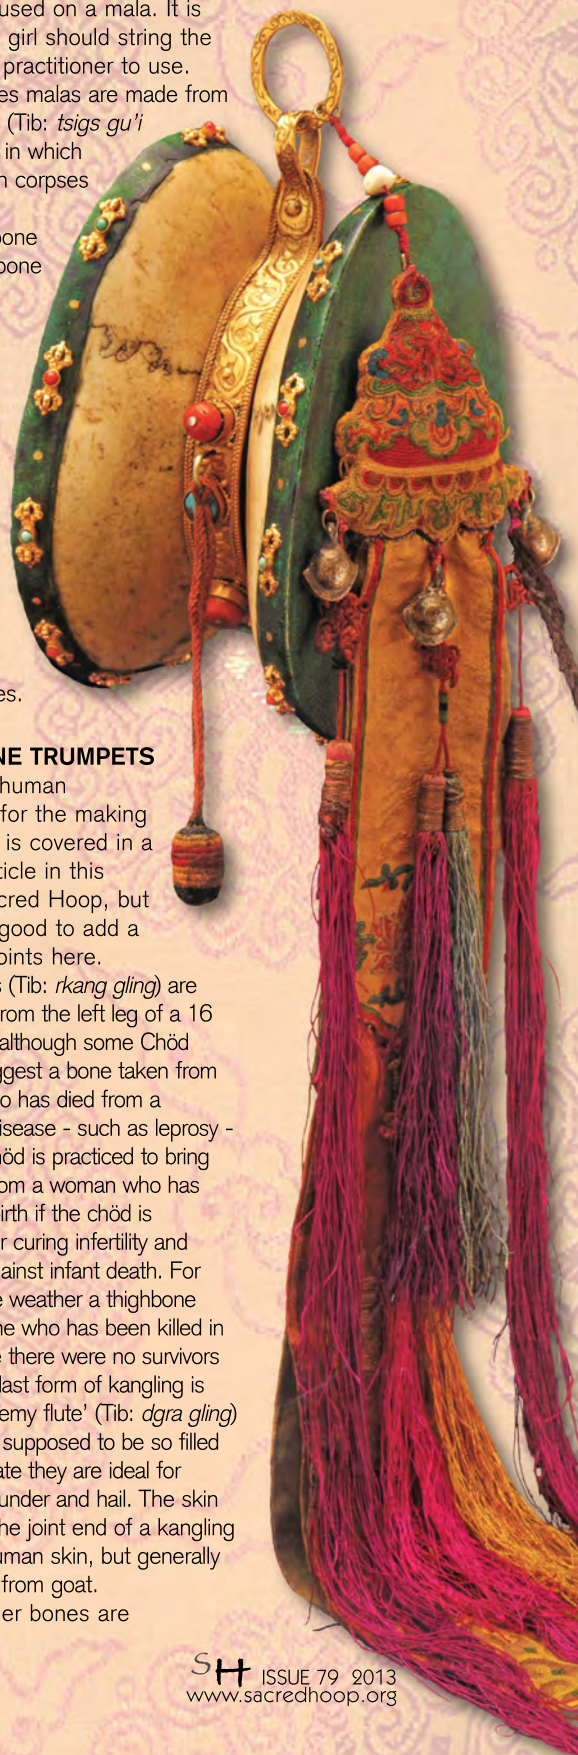 used on a mala. It is
girl should string the
practitioner to use.
es malas are made from
(Tib: tsigs gu'i
in which
n corpses
one
bone
es.
NE TRUMPETS
human
for the making
is covered in a
ticle in this
cred Hoop, but
good to add a
oints here.
s (Tib: rkang gling) are
rom the left leg of a 16
although some Chöd
ggest a bone taken from
o has died from a
isease - such as leprosy -
höd is practiced to bring
om a woman who has
irth if the chöd is
r curing infertility and
ainst infant death. For
e weather a thighbone
ne who has been killed in
e there were no survivors
last form of kangling is
emy flute' (Tib: dgra gling)
supposed to be so filled
ate they are ideal for
under and hail. The skin
he joint end of a kangling
uman skin, but generally
from goat.
er bones are
SH ISSUE 79 2013
www.sacredhoop.org